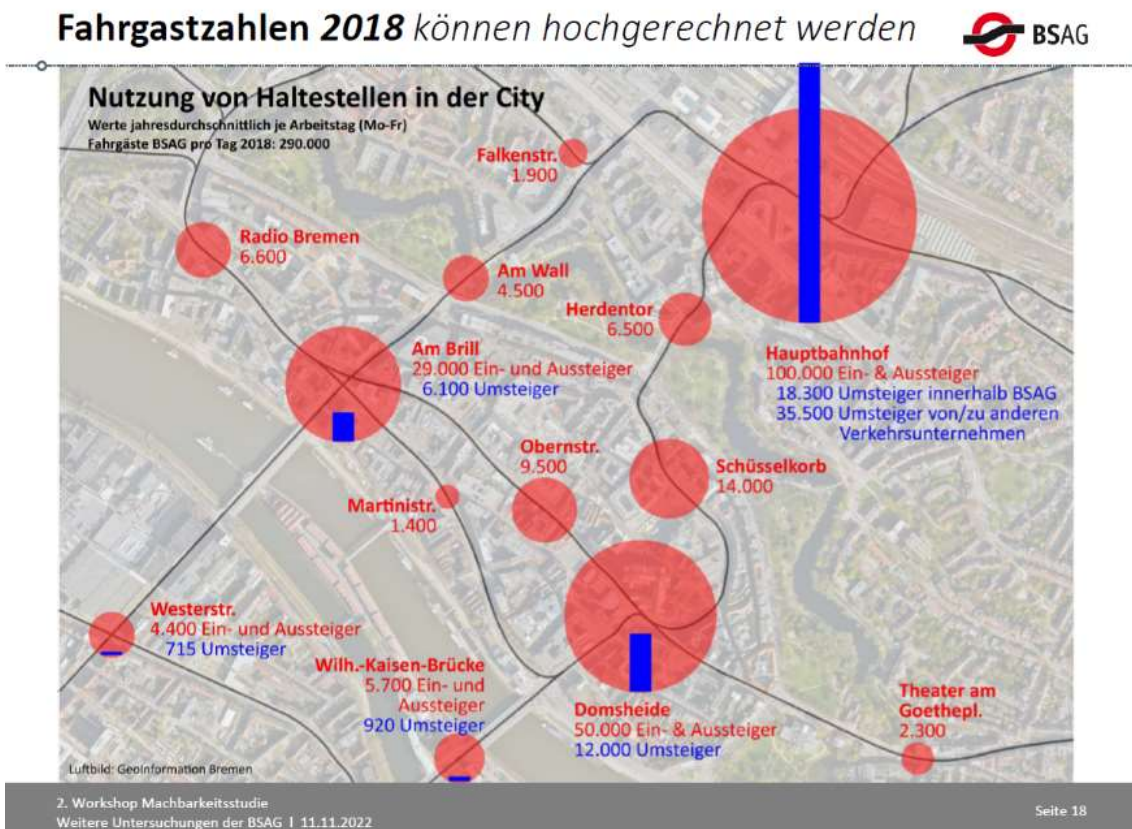 Fahrgastzahlen 2018 können hochgerechnet werden
BSAG
Nutzung von Haltestellen in der City
Werte jahresdurchschnittlich je Arbeitstag (Mo-Fr)
Fahrgäste BSAG pro Tag 2018: 290.000
Falkenstr.
1.900
Radio Bremen
6.600
Am Wall
4.500
Herdentor
6.500
Am Brill
29.000 Ein- und Aussteiger
6.100 Umsteiger
Hauptbahnhof
100.000 Ein- & Aussteiger
18.300 Umsteiger innerhalb BSAG
35.500 Umsteiger von/zu anderen
Verkehrsunternehmen
Obernstr.
9.500
Schüsselkorb
14.000
Martinistr.
1.400
Westerstr.
4.400 Ein- und Aussteiger
715 Umsteiger
Wilh.-Kaisen-Brücke
5.700 Ein- und
Aussteiger
920 Umsteiger
Domsheide
50.000 Ein- & Aussteiger
12.000 Umsteiger
Theater am
Goethepl.
2.300
Luftbild: GeoInformation Bremen
2. Workshop Machbarkeitsstudie
Weitere Untersuchungen der BSAG I 11.11.2022
Seite 18